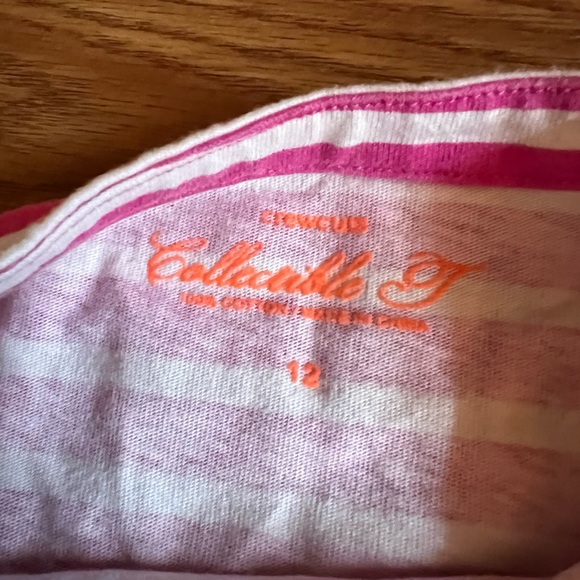 crewcuts
Collectible T
100% COTTON / MADE IN CHINA
12